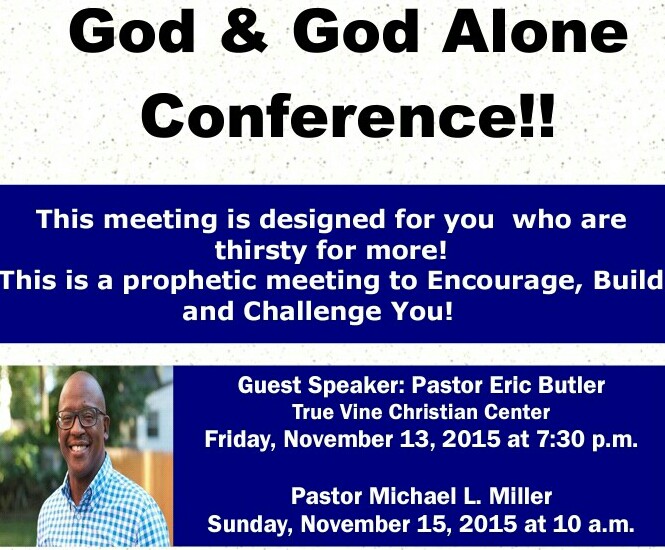 God & God Alone
Conference!!
This meeting is designed for you who are
thirsty for more!
This is a prophetic meeting to Encourage, Build
and Challenge You!
Guest Speaker: Pastor Eric Butler
True Vine Christian Center
Friday, November 13, 2015 at 7:30 p.m.
Pastor Michael L. Miller
Sunday, November 15, 2015 at 10 a.m.